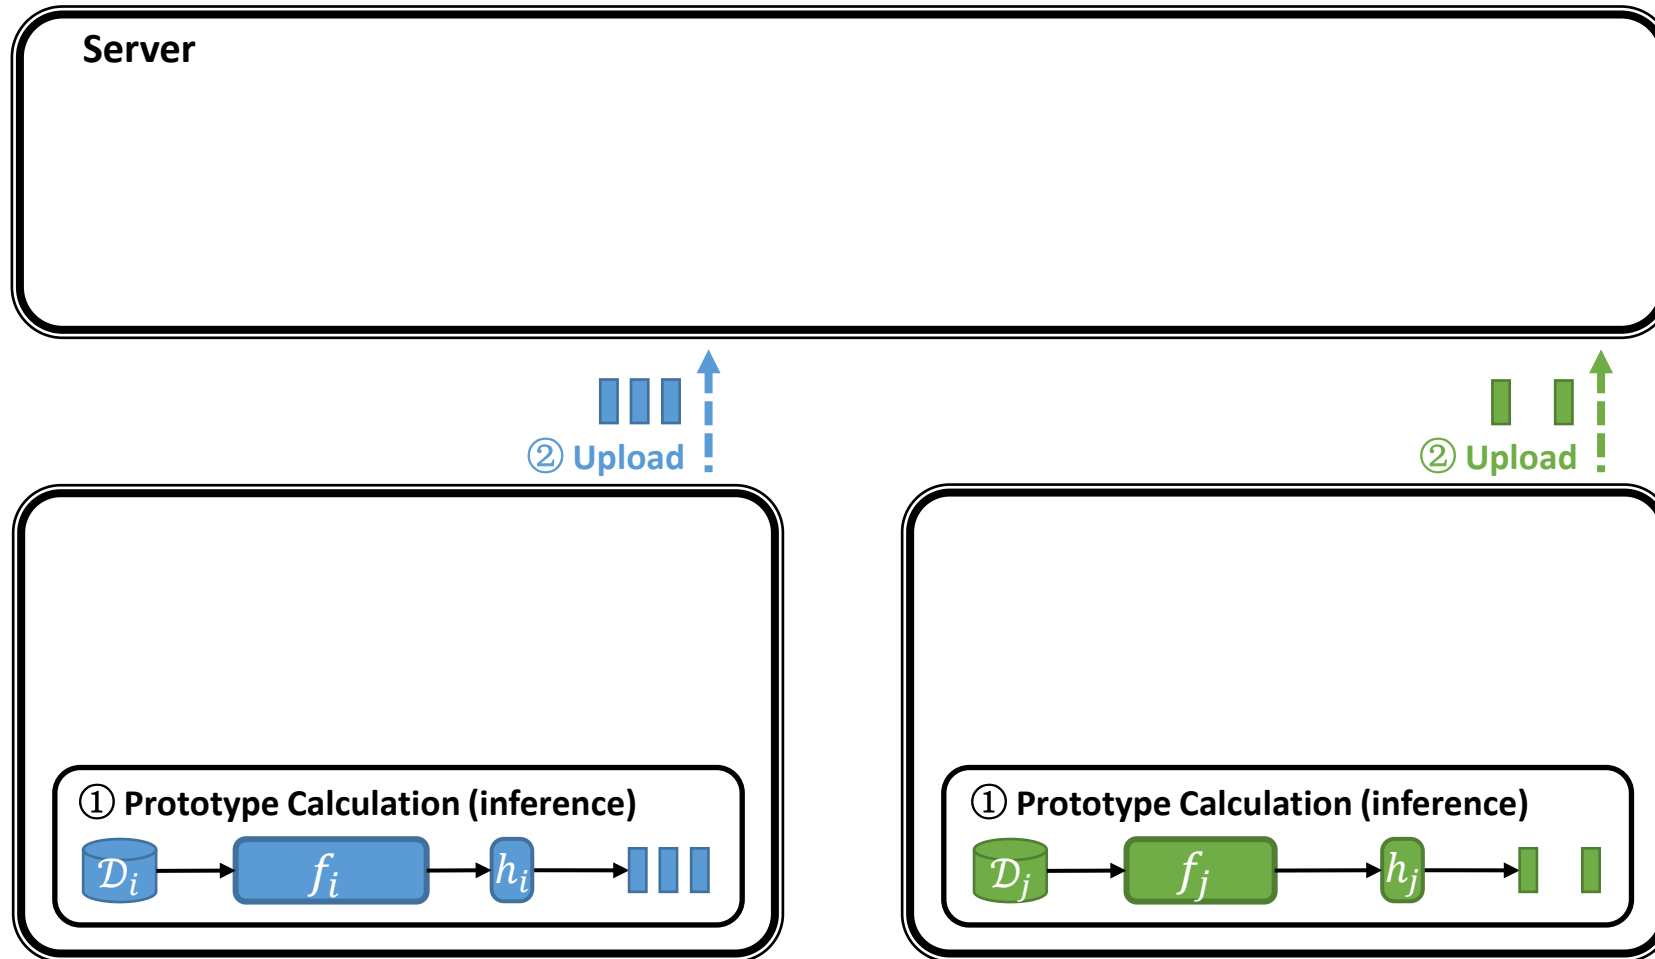 Server
② Upload
② Upload
① Prototype Calculation (inference)
𝒟ᵢ fᵢ hᵢ
① Prototype Calculation (inference)
𝒟ⱼ fⱼ hⱼ